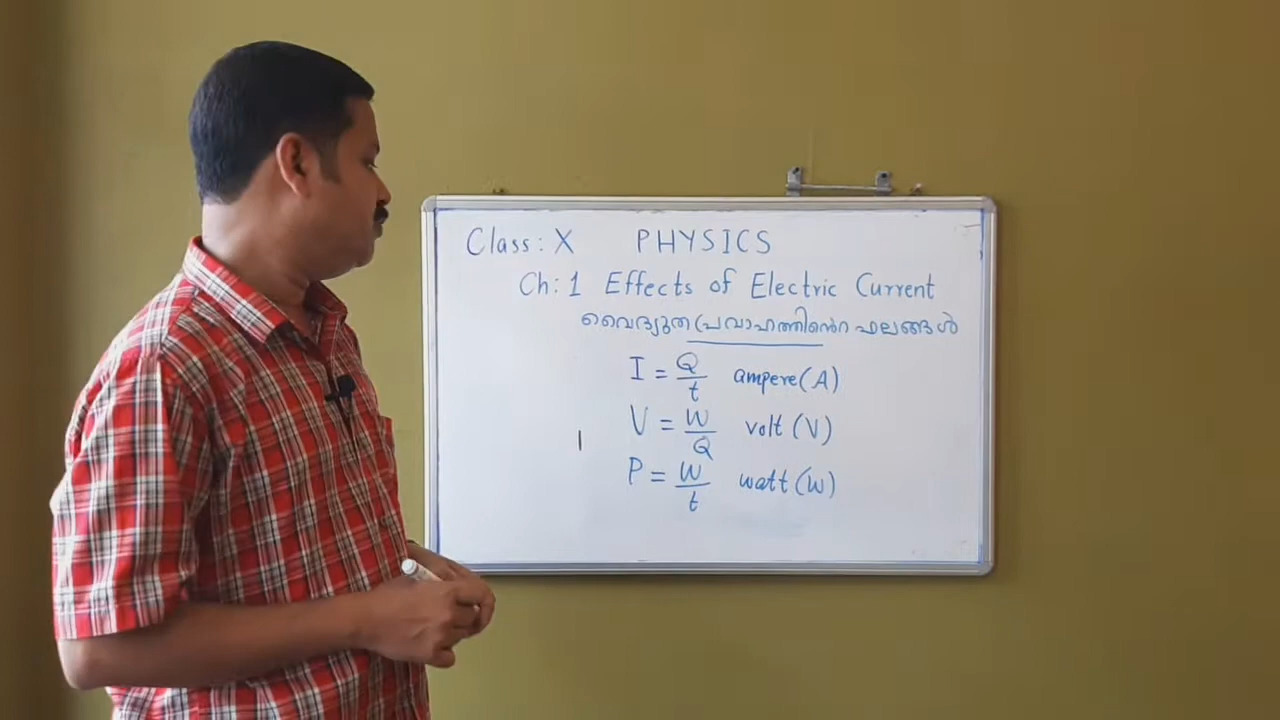 Class: X PHYSICS
Ch: 1 Effects of Electric Current
വൈദ്യുത പ്രവാഹത്തിന്റെ ഫലങ്ങൾ
I = Q/t ampere (A)
V = W/Q volt (V)
P = W/t watt (W)